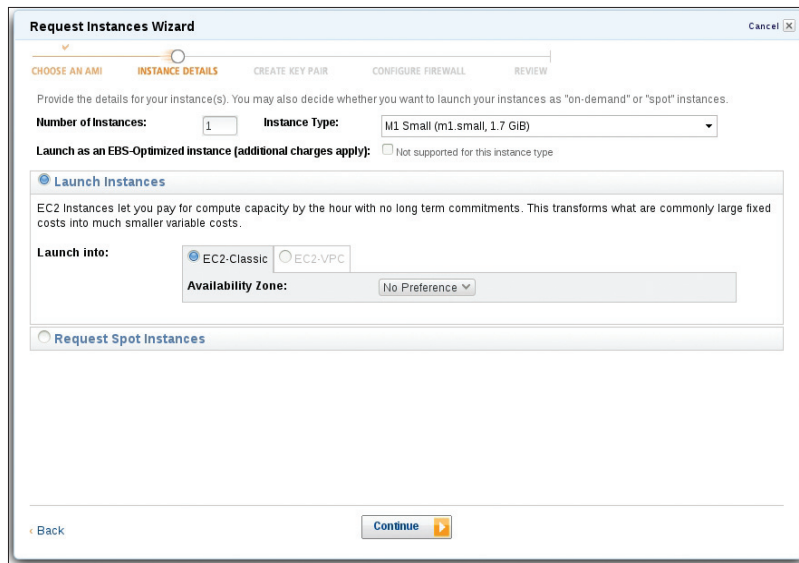 Request Instances Wizard
Cancel X
CHOOSE AN AMI INSTANCE DETAILS CREATE KEY PAIR CONFIGURE FIREWALL REVIEW
Provide the details for your instance(s). You may also decide whether you want to launch your instances as "on-demand" or "spot" instances.
Number of Instances: 1 Instance Type: M1 Small (m1.small, 1.7 GiB)
Launch as an EBS-Optimized instance (additional charges apply): Not supported for this instance type
Launch Instances
EC2 Instances let you pay for compute capacity by the hour with no long term commitments. This transforms what are commonly large fixed
costs into much smaller variable costs.
Launch into: EC2-Classic EC2-VPC
Availability Zone: No Preference
Request Spot Instances
Back
Continue